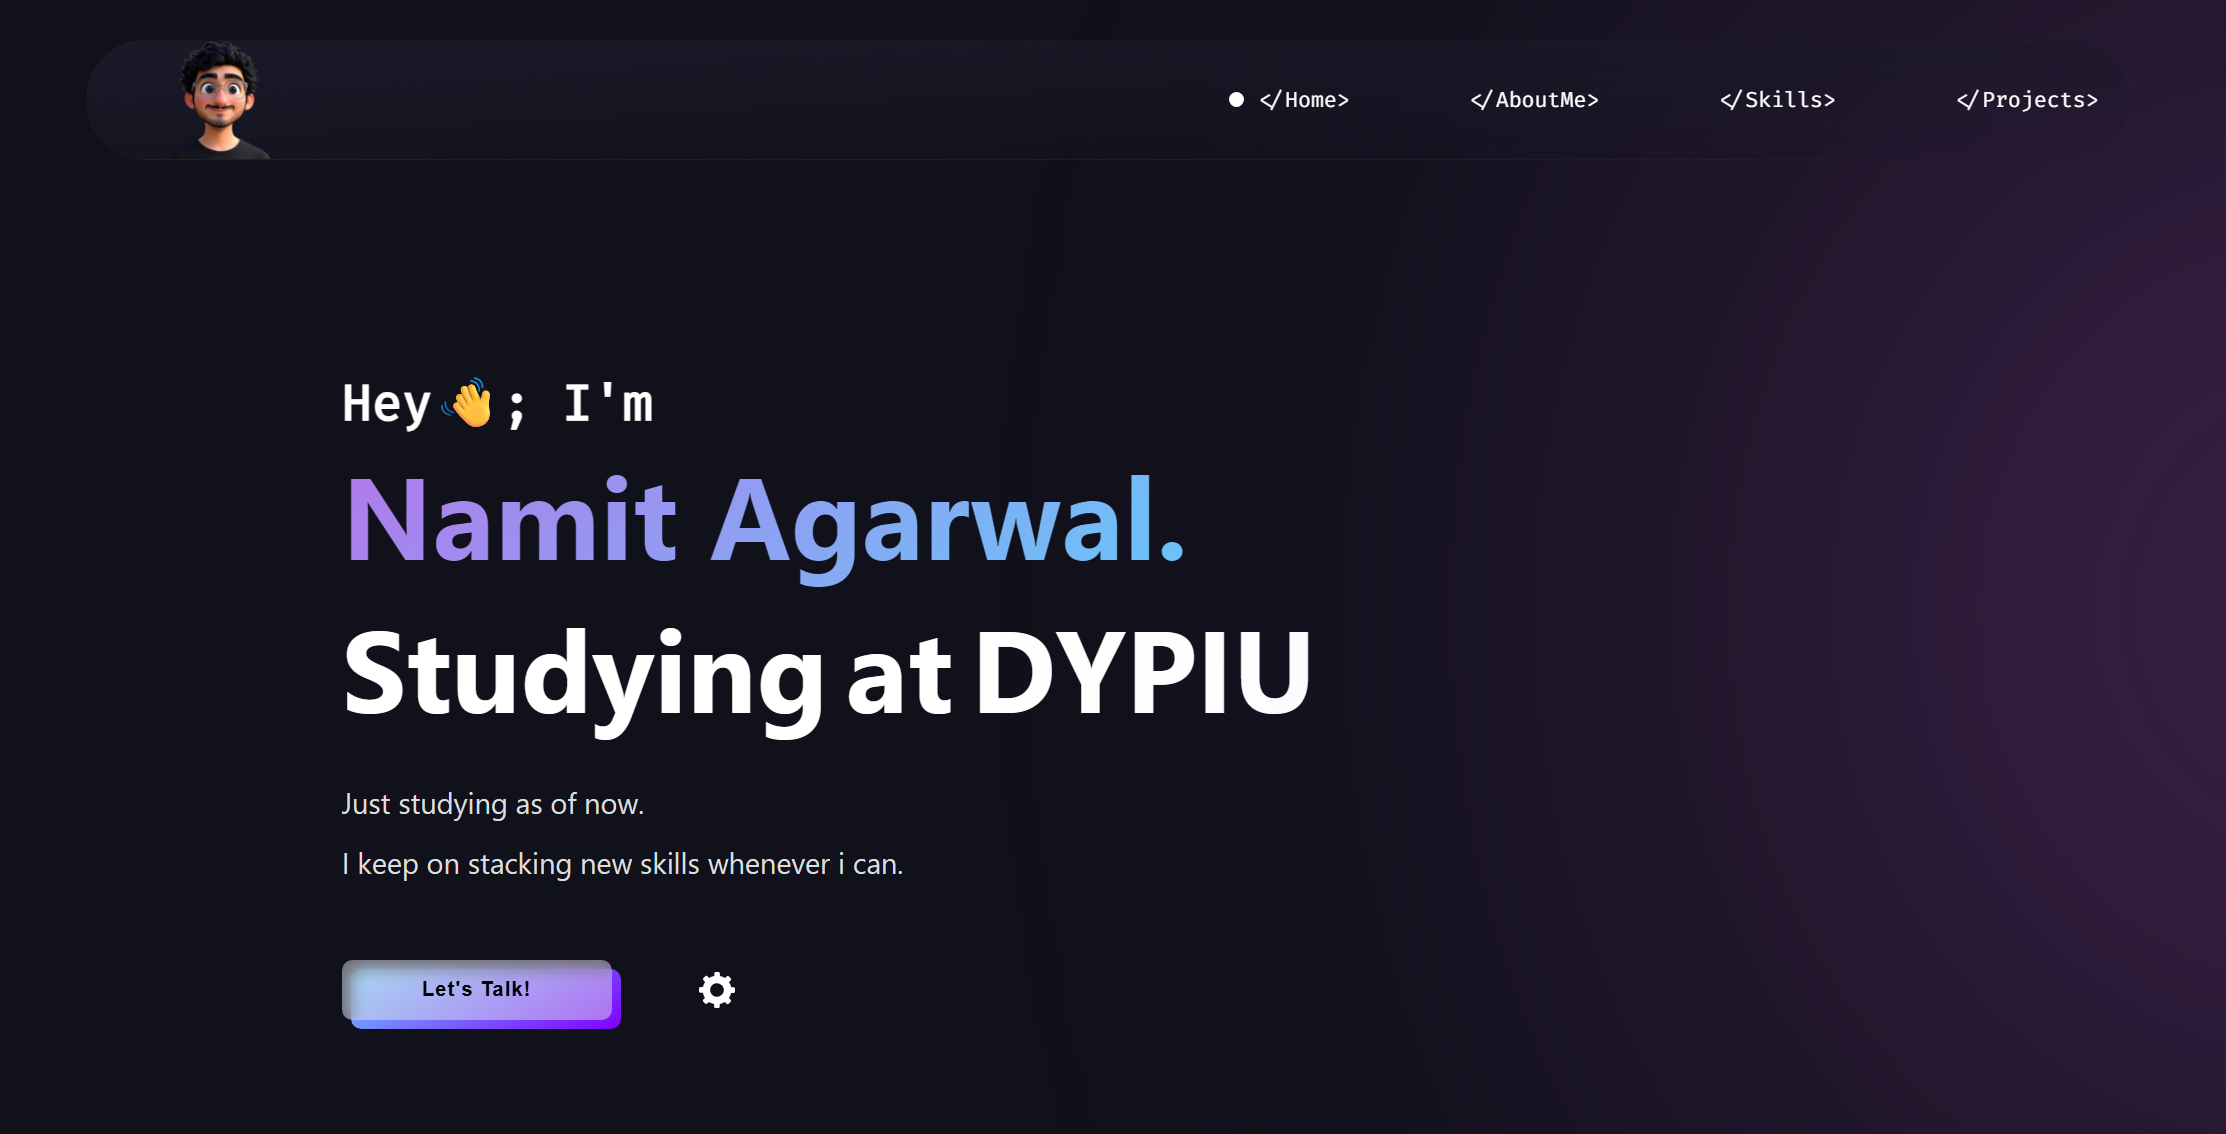 </Home> </AboutMe> </Skills> </Projects>
Hey👋; I'm
Namit Agarwal.
Studying at DYPIU
Just studying as of now.
I keep on stacking new skills whenever i can.
Let's Talk!